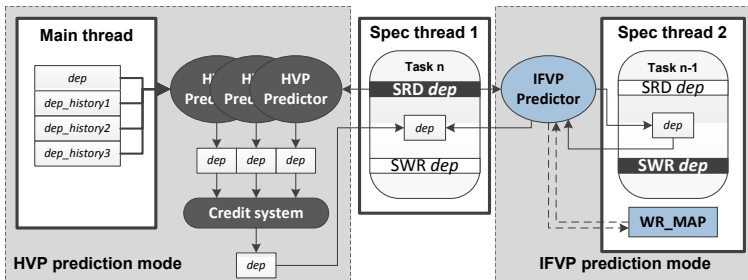 Main thread
dep
dep_history1
dep_history2
dep_history3
HVP prediction mode
HVP
Predictor
dep dep dep
Credit system
dep
Spec thread 1
Task n
SRD dep
dep
SWR dep
IFVP
Predictor
Spec thread 2
Task n-1
SRD dep
dep
SWR dep
WR_MAP
IFVP prediction mode